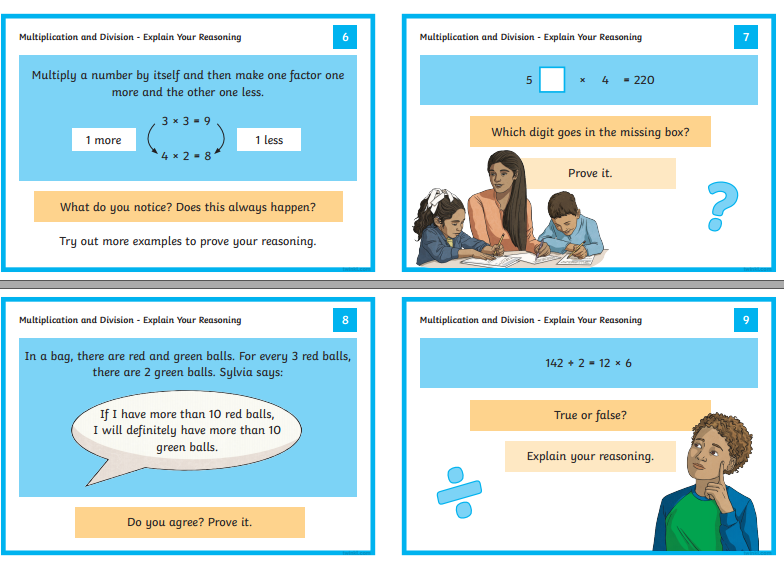 Multiplication and Division - Explain Your Reasoning
6
Multiply a number by itself and then make one factor one
more and the other one less.
3 × 3 = 9
1 more
1 less
4 × 2 = 8
What do you notice? Does this always happen?
Try out more examples to prove your reasoning.
Multiplication and Division - Explain Your Reasoning
7
5 × 4 = 220
Which digit goes in the missing box?
Prove it.
?
Multiplication and Division - Explain Your Reasoning
8
In a bag, there are red and green balls. For every 3 red balls,
there are 2 green balls. Sylvia says:
If I have more than 10 red balls,
I will definitely have more than 10
green balls.
Do you agree? Prove it.
Multiplication and Division - Explain Your Reasoning
9
142 + 2 = 12 × 6
True or false?
Explain your reasoning.
÷